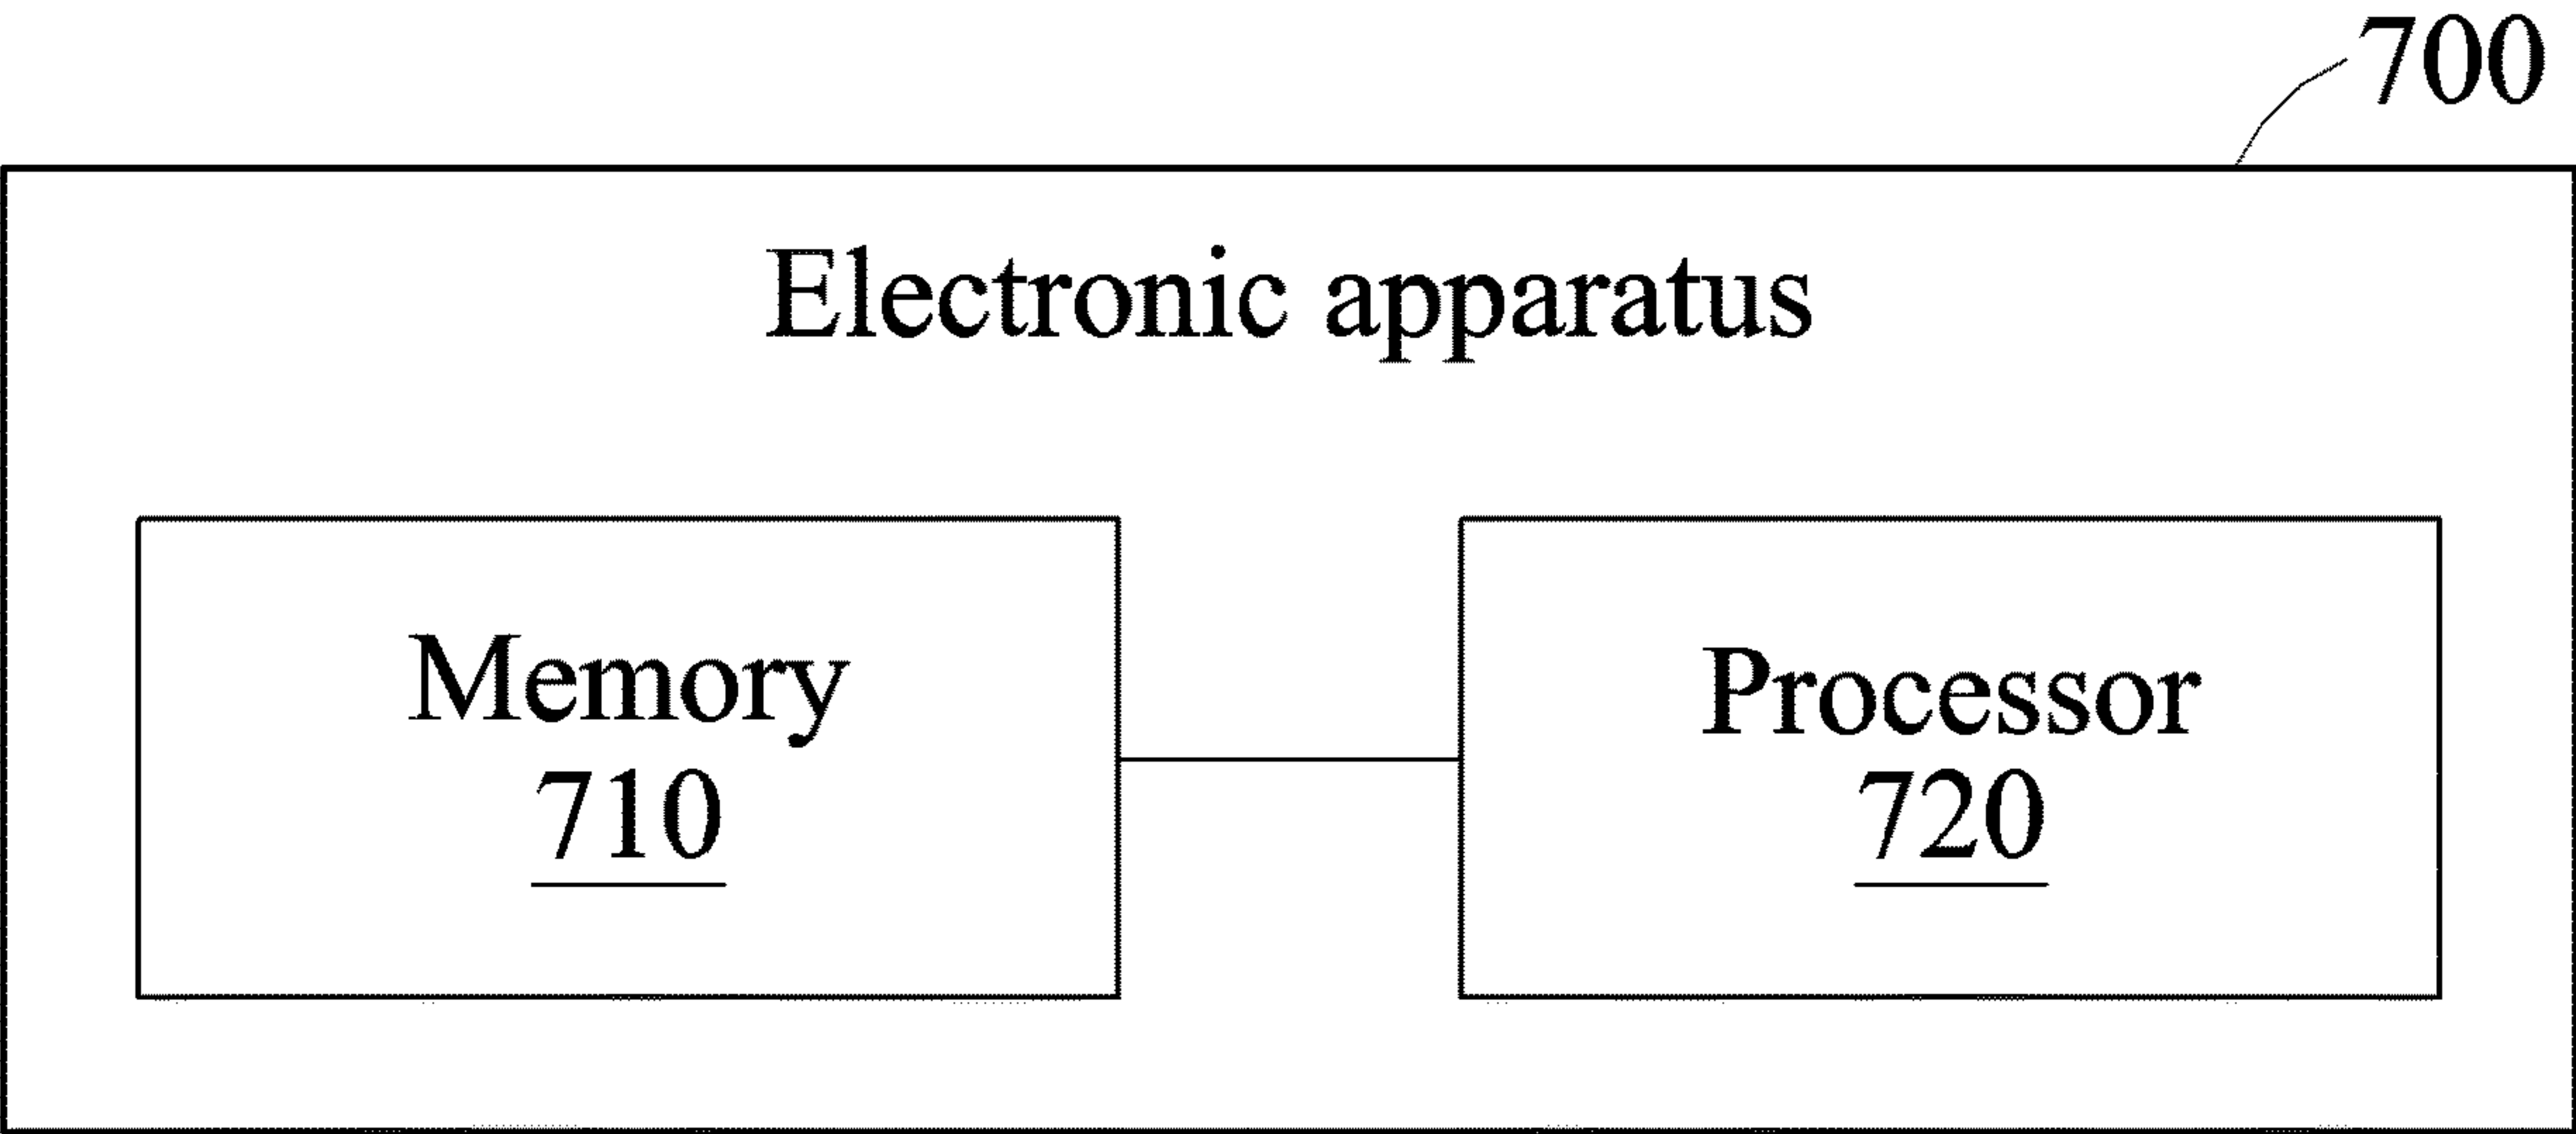 700
Electronic apparatus
Memory
710
Processor
720